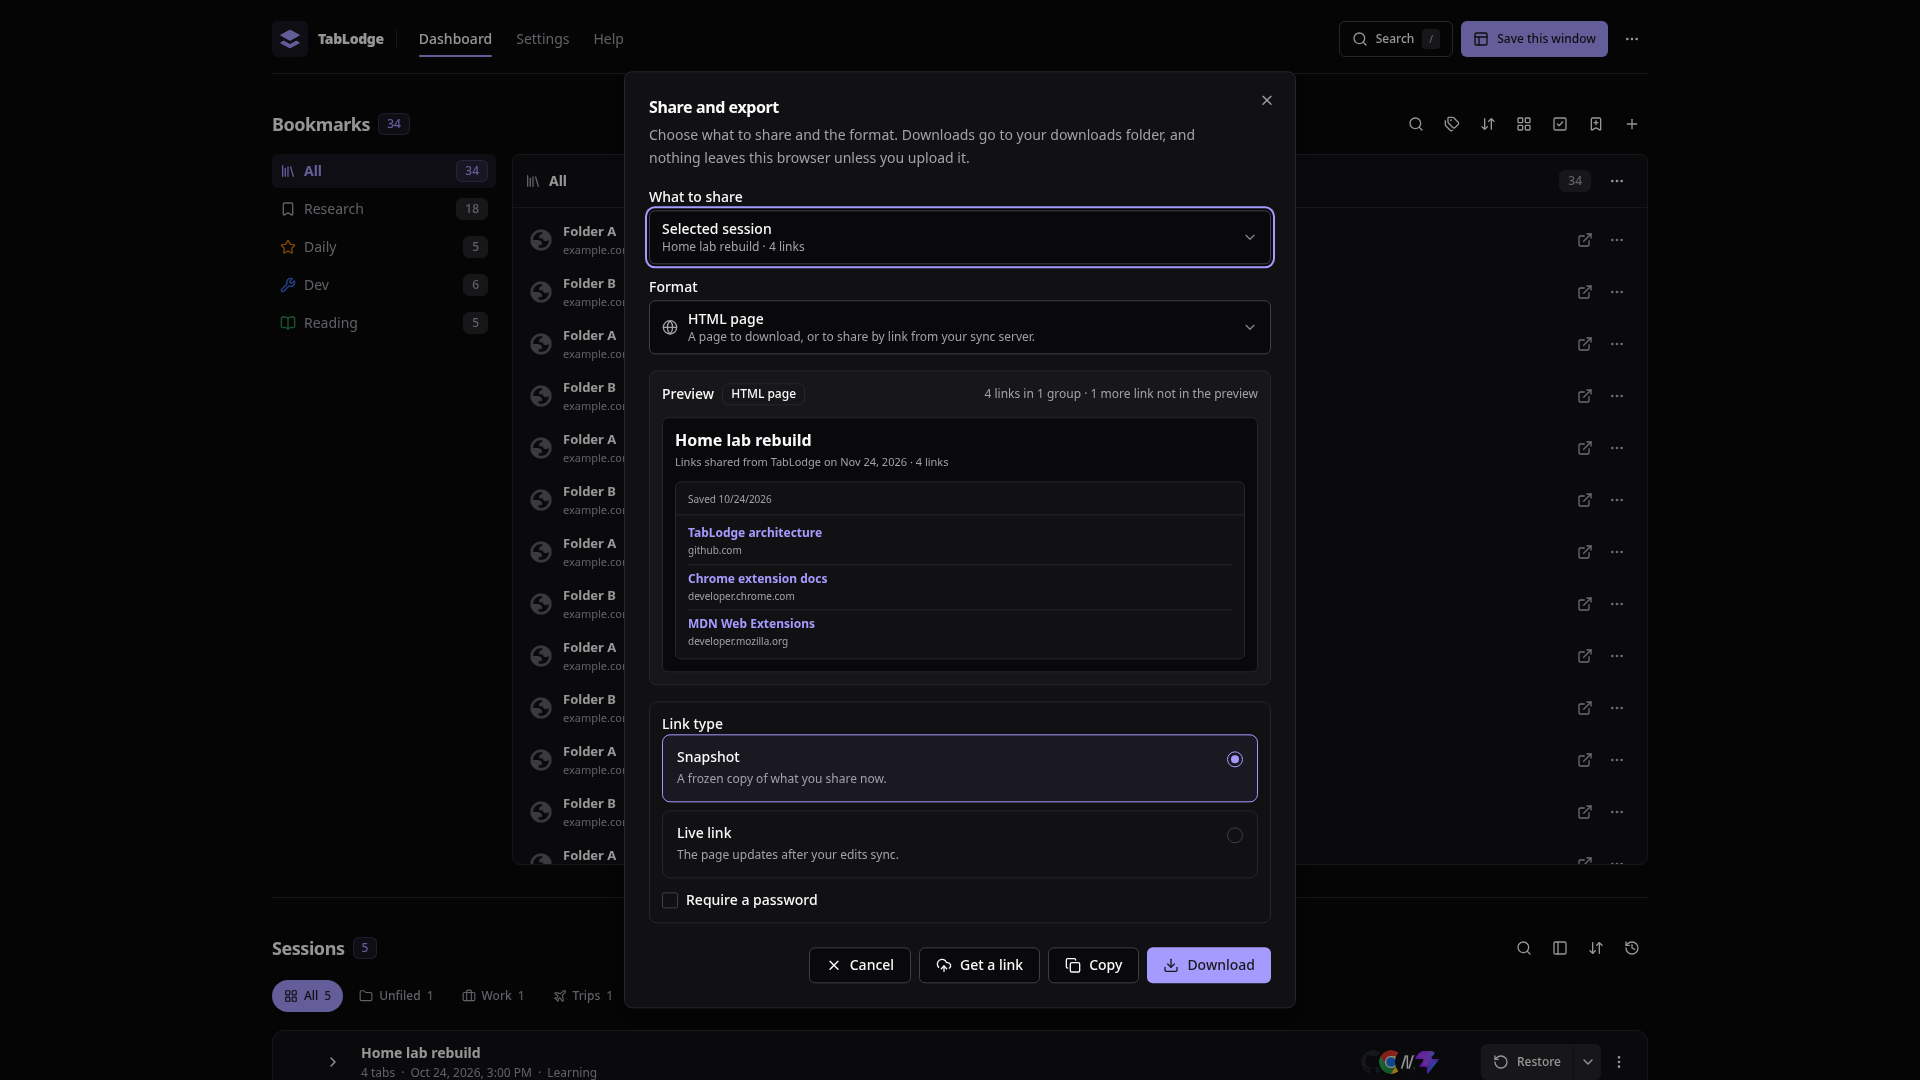 TabLodge
Dashboard
Settings
Help
Search /
Save this window
Bookmarks 34
All 34
Research 18
Daily 5
Dev 6
Reading 5
All
34
Folder A
Folder B
Folder A
Folder B
Folder A
Folder B
Folder A
Folder B
Folder A
Folder B
Folder A
Folder B
Folder A
Share and export
Choose what to share and the format. Downloads go to your downloads folder, and
nothing leaves this browser unless you upload it.
What to share
Selected session
Home lab rebuild · 4 links
Format
HTML page
A page to download, or to share by link from your sync server.
Preview HTML page
4 links in 1 group · 1 more link not in the preview
Home lab rebuild
Links shared from TabLodge on Nov 24, 2026 · 4 links
Saved 10/24/2026
TabLodge architecture
github.com
Chrome extension docs
developer.chrome.com
MDN Web Extensions
developer.mozilla.org
Link type
Snapshot
A frozen copy of what you share now.
Live link
The page updates after your edits sync.
Require a password
Cancel
Get a link
Copy
Download
Sessions 5
All 5
Unfiled 1
Work 1
Trips 1
Home lab rebuild
4 tabs · Oct 24, 2026, 3:00 PM · Learning
Restore